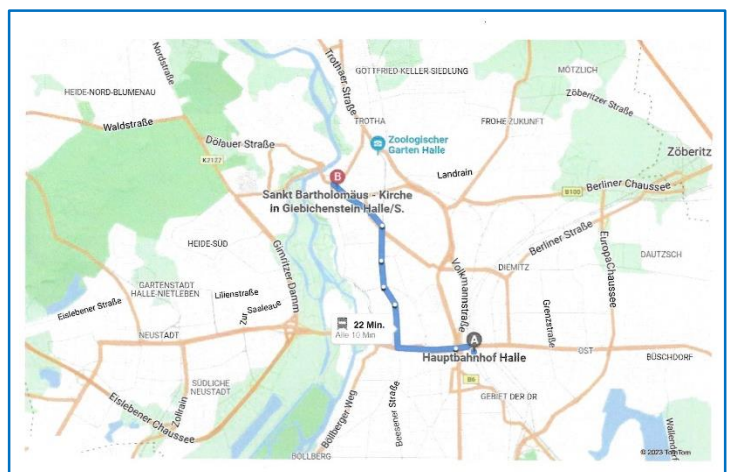 Nordstraße
Trothaer Straße
GOTTFRIED-KELLER-SIEDLUNG
MÖTZLICH
HEIDE-NORD-BLUMENAU
Zöberitzer Straße
Waldstraße
TROTHA
FROHE ZUKUNFT
Dölauer Straße
Zoologischer
Garten Halle
Zöberitz
K2127
Landrain
B
Sankt Bartholomäus - Kirche
in Giebichenstein Halle/S.
B100
Berliner Chaussee
Berliner Straße
EuropaChaussee
HEIDE-SÜD
Gimritzer Damm
DAUTZSCH
DIEMITZ
Volkmannstraße
GARTENSTADT
HALLE-NIETLEBEN
Lilienstraße
Zur Saaleaue
Grenzstraße
Eislebener Straße
22 Min.
Alle 10 Min
NEUSTADT
A
Hauptbahnhof Halle
OST
BÜSCHDORF
SÜDLICHE
NEUSTADT
B6
GEBIET DER DR
Zollrain
Eislebener Chaussee
Böllberger Weg
Beesener Straße
BÖLLBERG
© 2023 TomTom